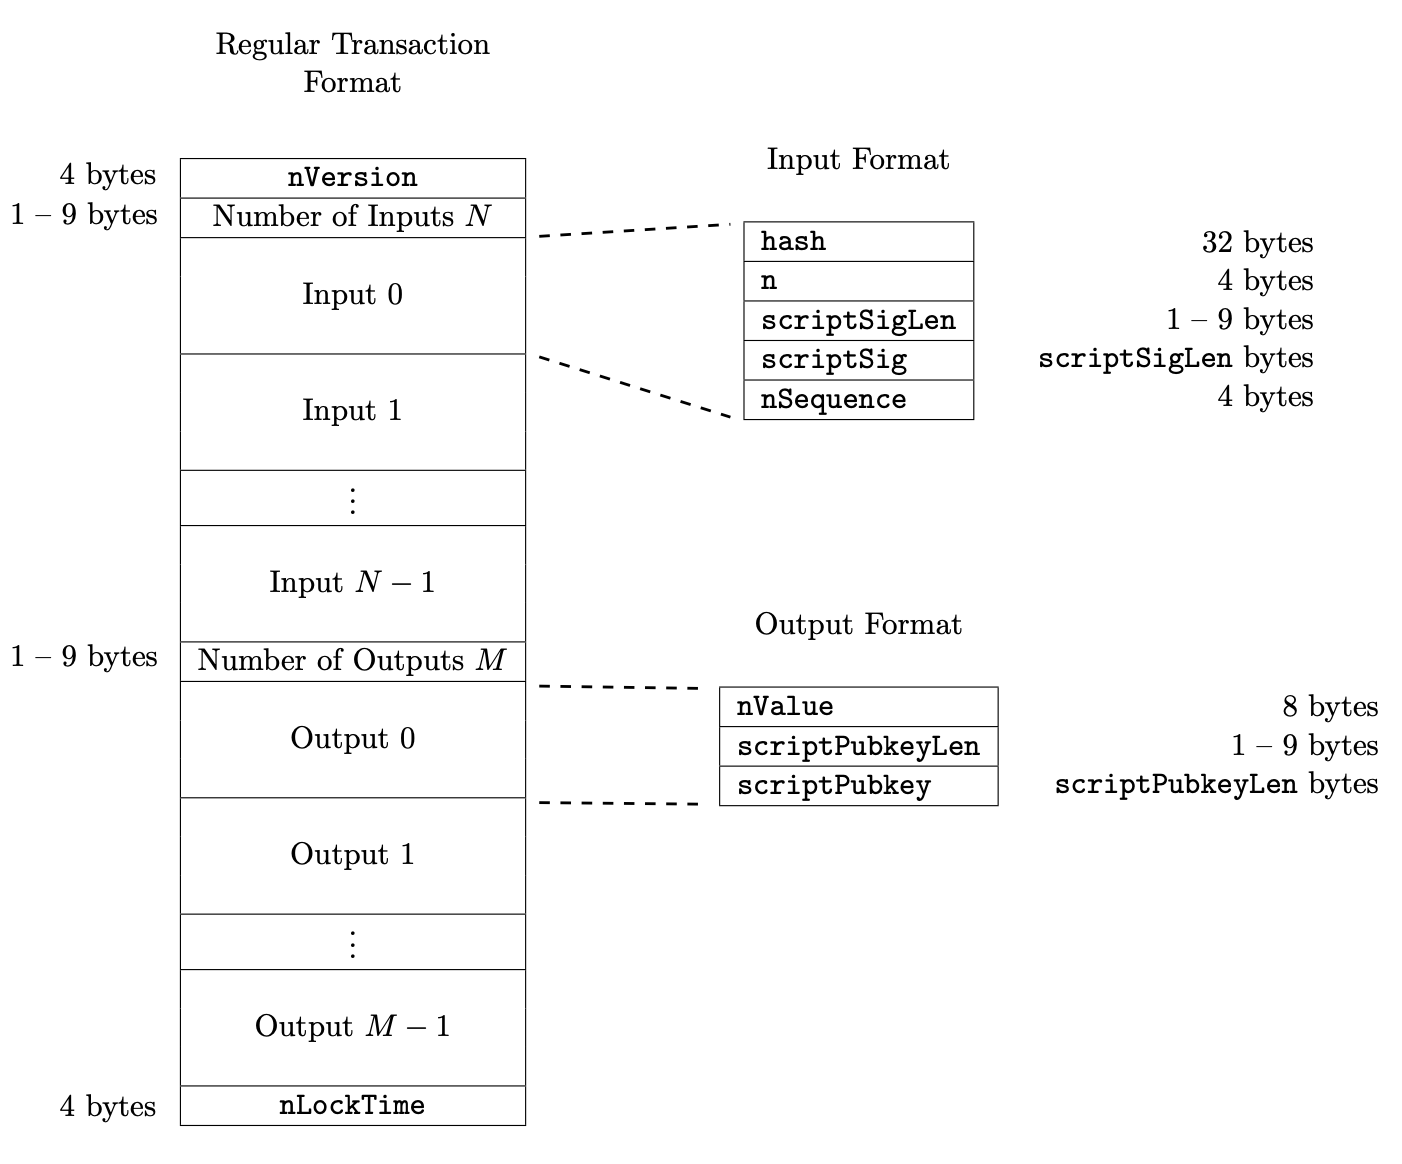 Regular Transaction
Format
4 bytes nVersion
1 – 9 bytes Number of Inputs N
Input 0
Input 1
⋮
Input N − 1
1 – 9 bytes Number of Outputs M
Output 0
Output 1
⋮
Output M − 1
4 bytes nLockTime
Input Format
hash 32 bytes
n 4 bytes
scriptSigLen 1 – 9 bytes
scriptSig scriptSigLen bytes
nSequence 4 bytes
Output Format
nValue 8 bytes
scriptPubkeyLen 1 – 9 bytes
scriptPubkey scriptPubkeyLen bytes